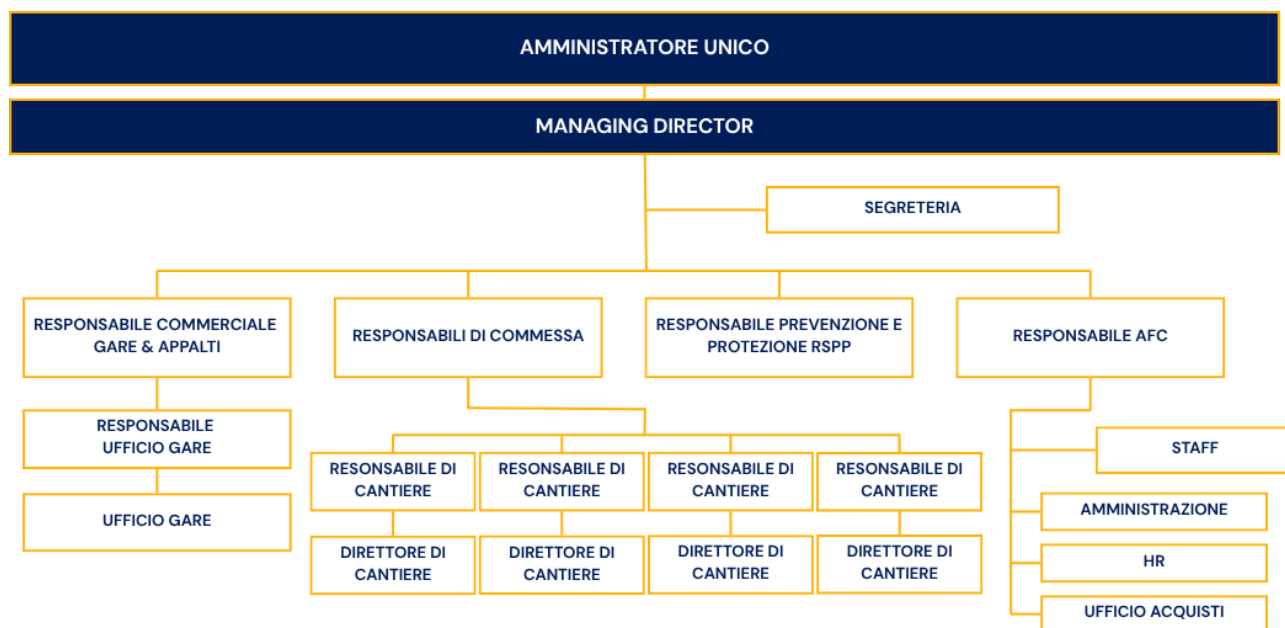 AMMINISTRATORE UNICO
MANAGING DIRECTOR
SEGRETERIA
RESPONSABILE COMMERCIALE
GARE & APPALTI
RESPONSABILI DI COMMESSA
RESPONSABILE PREVENZIONE E
PROTEZIONE RSPP
RESPONSABILE AFC
RESPONSABILE
UFFICIO GARE
UFFICIO GARE
RESONSABILE DI
CANTIERE
RESONSABILE DI
CANTIERE
RESONSABILE DI
CANTIERE
RESONSABILE DI
CANTIERE
DIRETTORE DI
CANTIERE
DIRETTORE DI
CANTIERE
DIRETTORE DI
CANTIERE
DIRETTORE DI
CANTIERE
STAFF
AMMINISTRAZIONE
HR
UFFICIO ACQUISTI